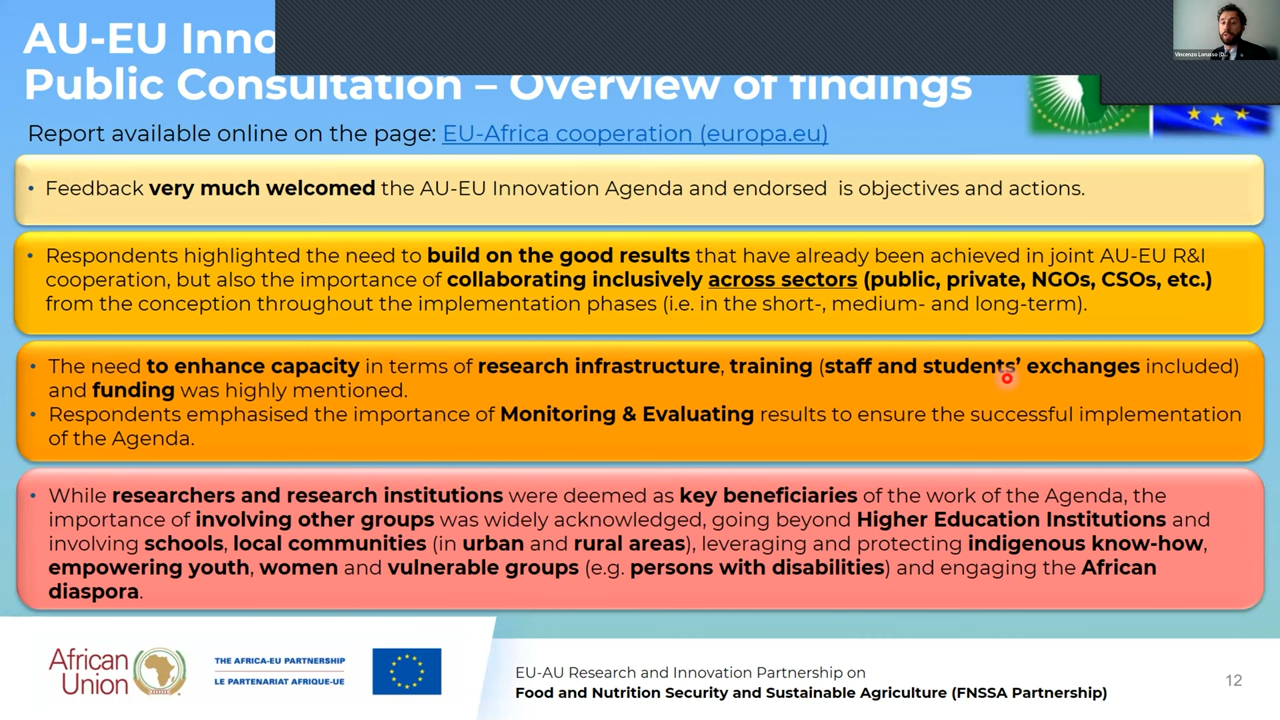 AU-EU Inno
Public Consultation – Overview of findings
Report available online on the page: EU-Africa cooperation (europa.eu)
• Feedback very much welcomed the AU-EU Innovation Agenda and endorsed is objectives and actions.
• Respondents highlighted the need to build on the good results that have already been achieved in joint AU-EU R&I
cooperation, but also the importance of collaborating inclusively across sectors (public, private, NGOs, CSOs, etc.)
from the conception throughout the implementation phases (i.e. in the short-, medium- and long-term).
• The need to enhance capacity in terms of research infrastructure, training (staff and students’ exchanges included)
and funding was highly mentioned.
• Respondents emphasised the importance of Monitoring & Evaluating results to ensure the successful implementation
of the Agenda.
• While researchers and research institutions were deemed as key beneficiaries of the work of the Agenda, the
importance of involving other groups was widely acknowledged, going beyond Higher Education Institutions and
involving schools, local communities (in urban and rural areas), leveraging and protecting indigenous know-how,
empowering youth, women and vulnerable groups (e.g. persons with disabilities) and engaging the African
diaspora.
African
Union
THE AFRICA-EU PARTNERSHIP
LE PARTENARIAT AFRIQUE-UE
EU-AU Research and Innovation Partnership on
Food and Nutrition Security and Sustainable Agriculture (FNSSA Partnership)
12
Vincenzo Lorusso